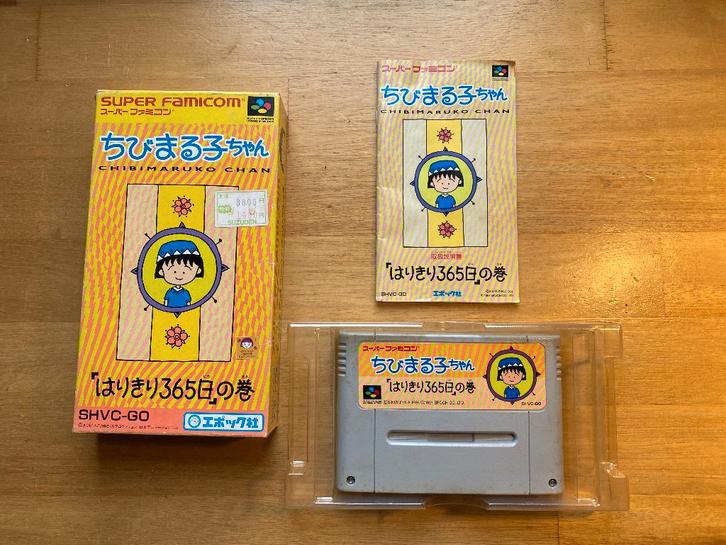 SUPER FAMICOM
スーパーファミコン
ちびまる子ちゃん
CHIBIMARUKO CHAN
SUZUDEN
「はりきり365日」の巻
SHVC-GO
エポック社
スーパーファミコン
ちびまる子ちゃん
CHIBIMARUKO CHAN
取扱説明書
「はりきり365日」の巻
SHVC-GO
エポック社
スーパーファミコン
ちびまる子ちゃん
「はりきり365日」の巻
SHVC-GO